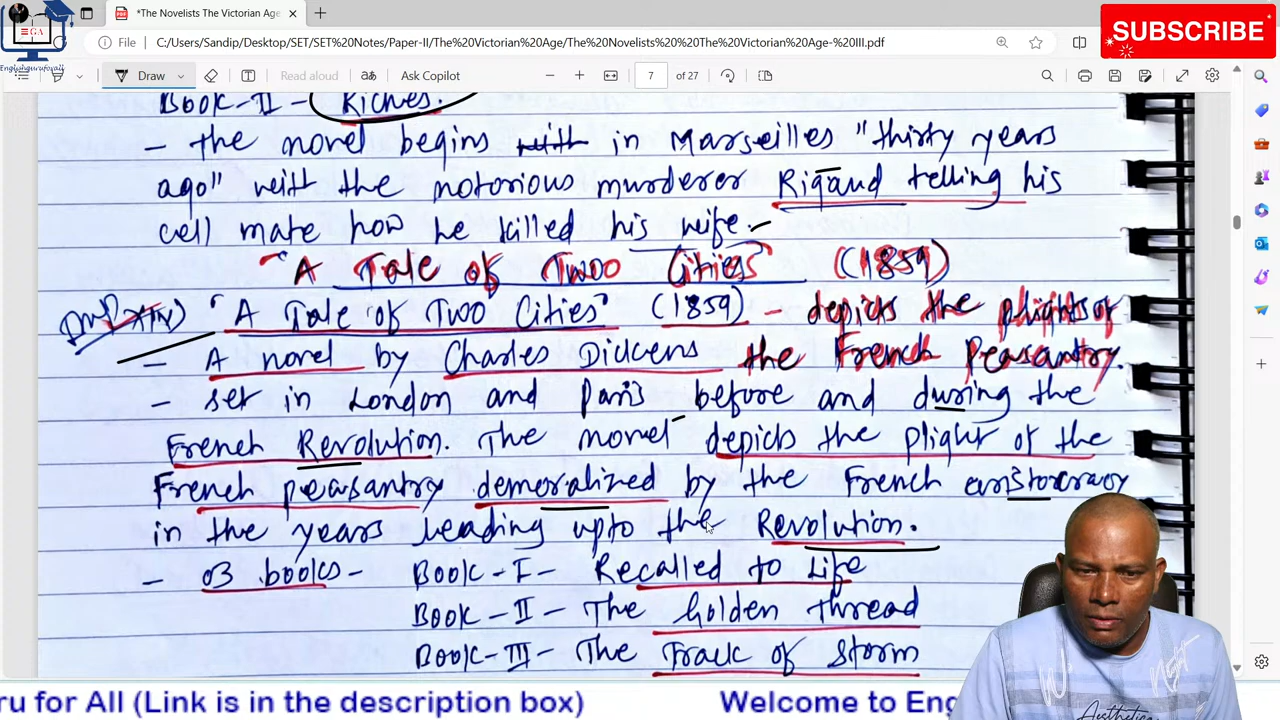 *The Novelists The Victorian Age
SUBSCRIBE
EGA
Englishguruforall
File C:/Users/Sandip/Desktop/SET/SET%20Notes/Paper-II/The%20Victorian%20Age/The%20Novelists%20%20The%20Victorian%20Age-%20III.pdf
Draw Read aloud Ask Copilot 7 of 27
Book-II- Riches.
- the novel begins with in Marseilles "thirty years
ago" with the notorious murderer Rigaud telling his
cell mate how he killed his wife.
"A Tale of Two Cities" (1859)
"A Tale of Two Cities" (1859) - depicts the plights of
- A novel by Charles Dickens the French Peasantry.
- set in London and Paris before and during the
French Revolution. The novel depicts the plight of the
French peasantry demoralized by the French aristocracy
in the years leading upto the Revolution.
- 03 books- Book-I- Recalled to Life
Book-II- The Golden thread
Book-III- The Track of Storm
ru for All (Link is in the description box) Welcome to Eng
Aesthetic